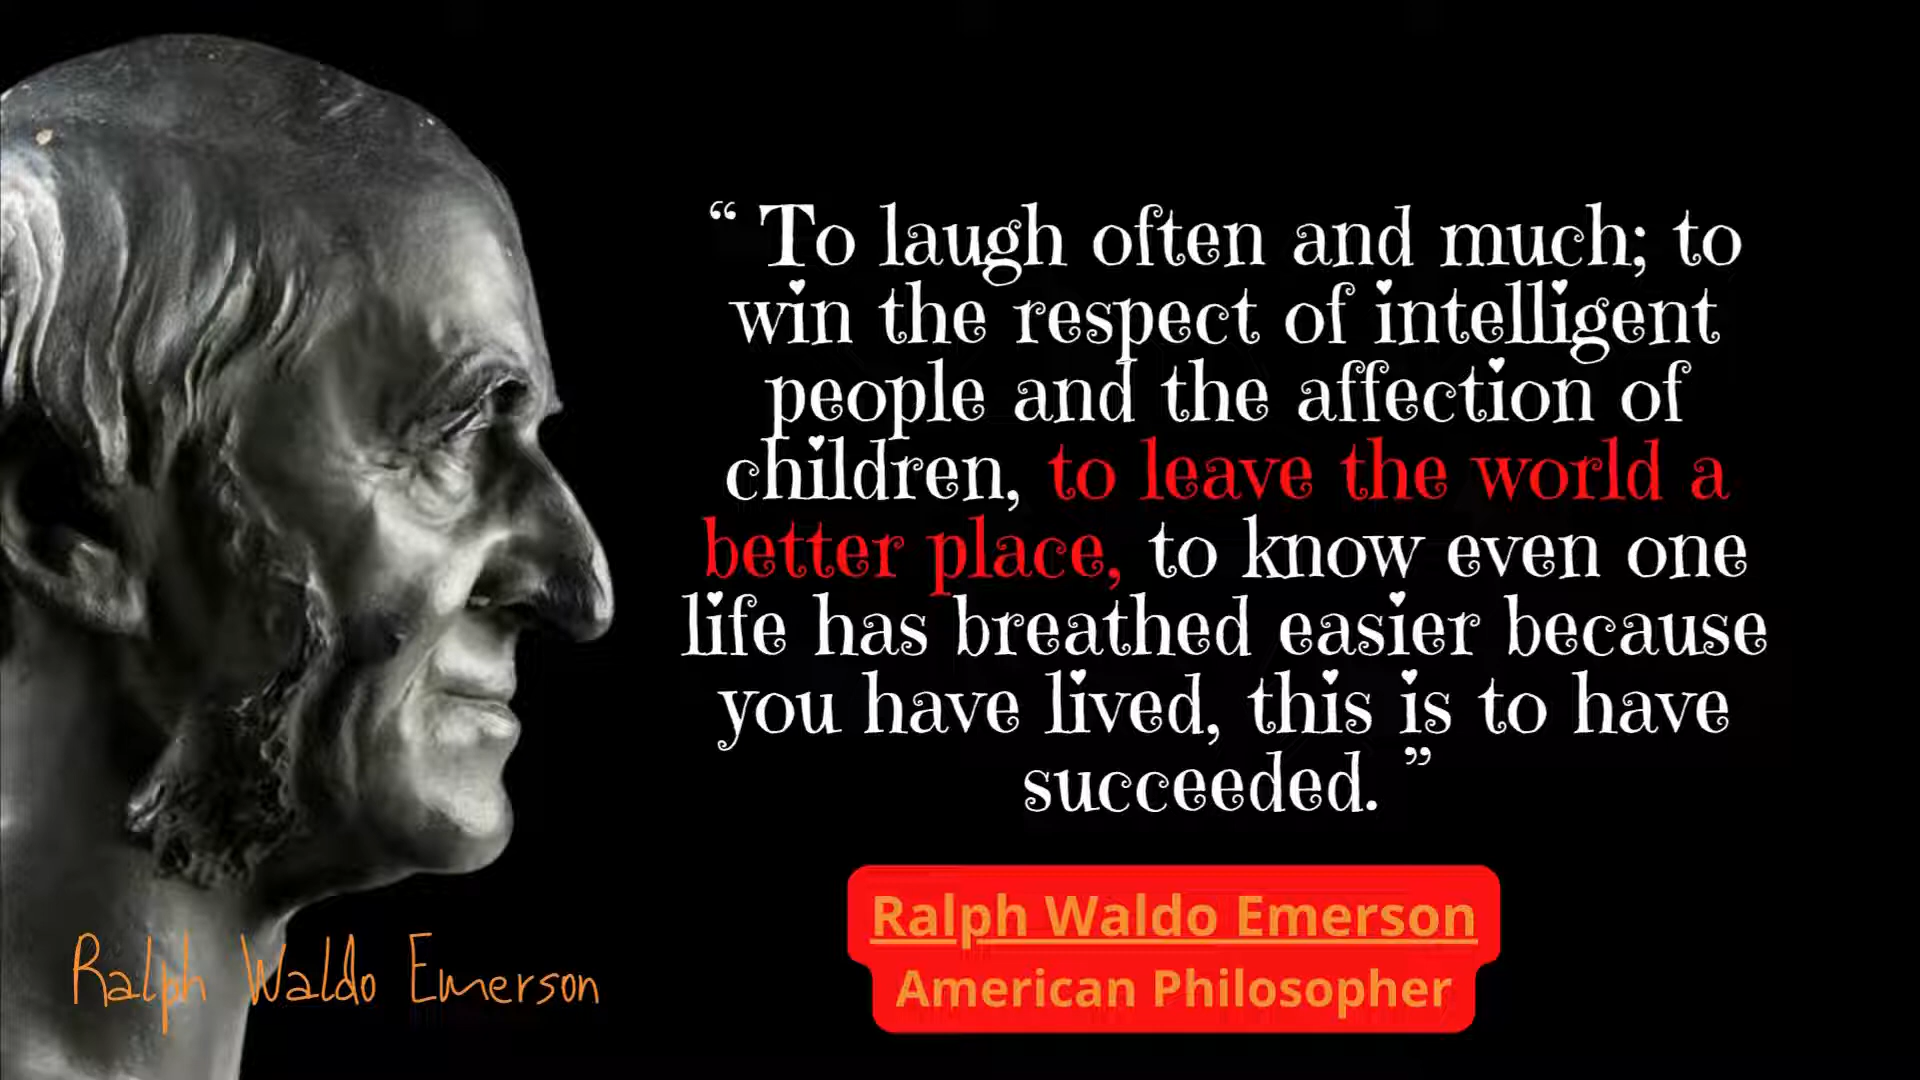 “ To laugh often and much; to
win the respect of intelligent
people and the affection of
children, to leave the world a
better place, to know even one
life has breathed easier because
you have lived, this is to have
succeeded. ”
Ralph Waldo Emerson
American Philosopher
Ralph Waldo Emerson